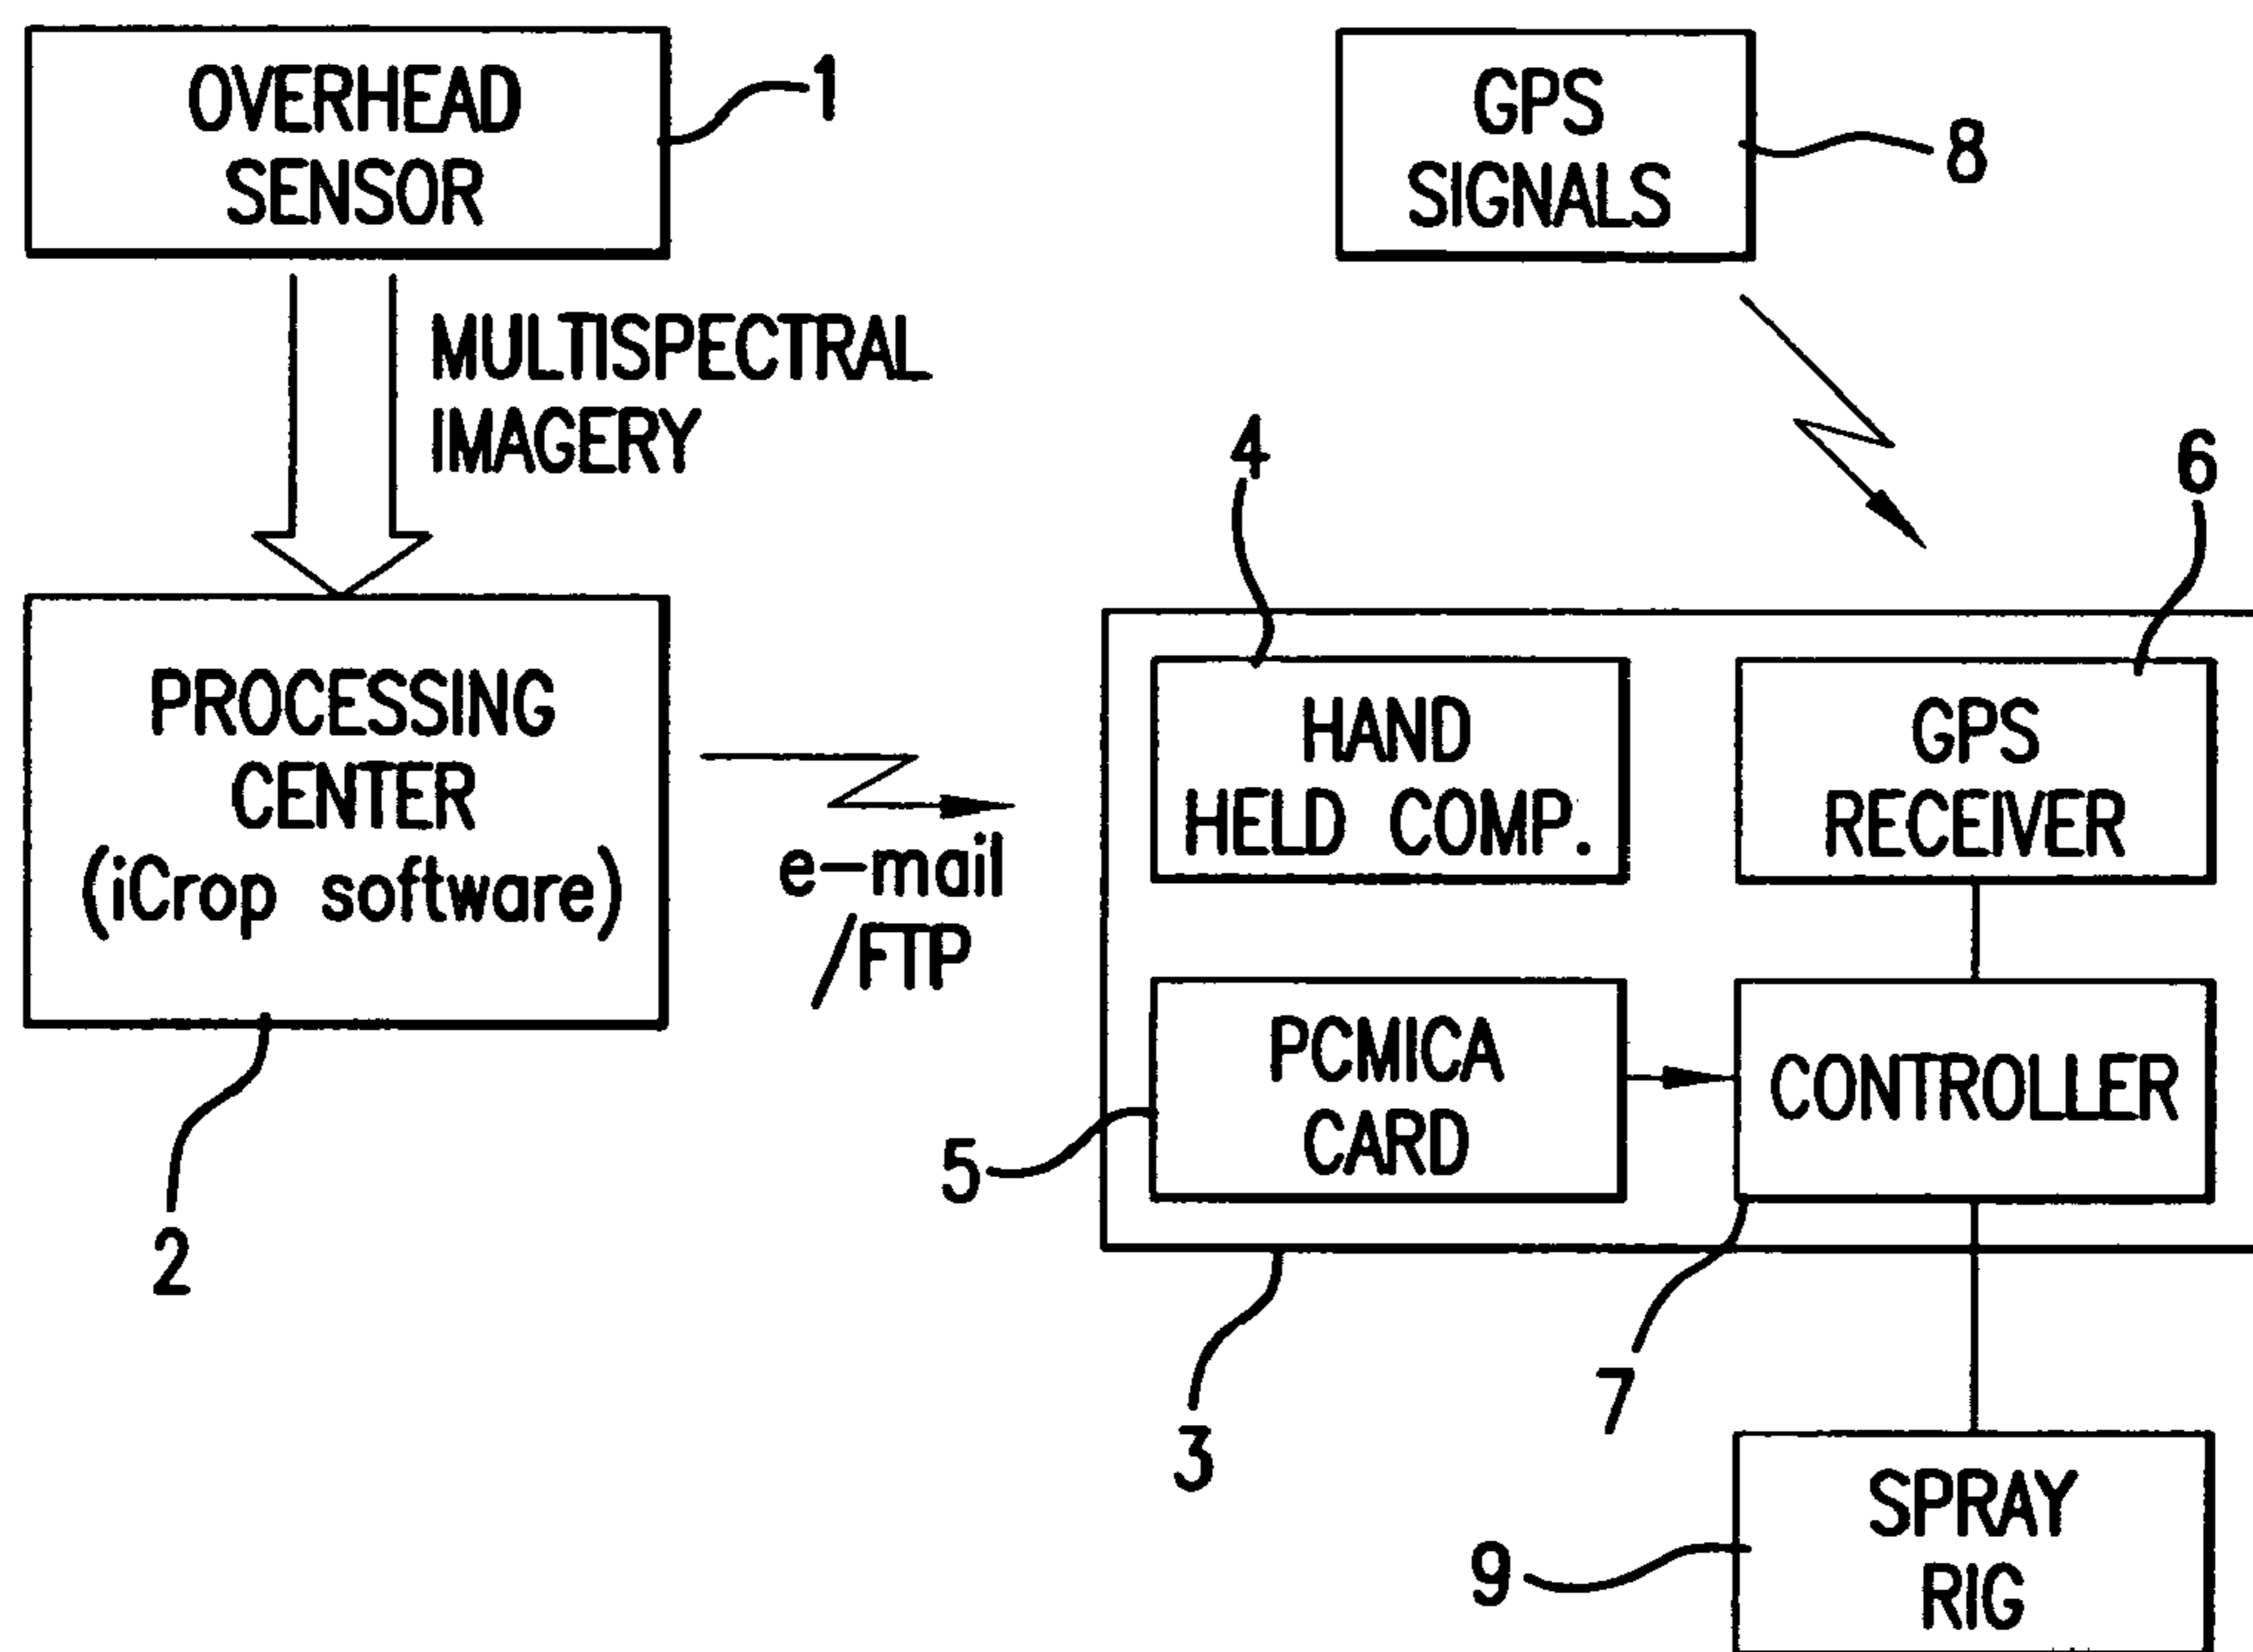 OVERHEAD
SENSOR
1
GPS
SIGNALS
8
MULTISPECTRAL
IMAGERY
4
6
PROCESSING
CENTER
(iCrop software)
2
e-mail
/FTP
HAND
HELD COMP.
GPS
RECEIVER
PCMICA
CARD
5
CONTROLLER
3
7
SPRAY
RIG
9